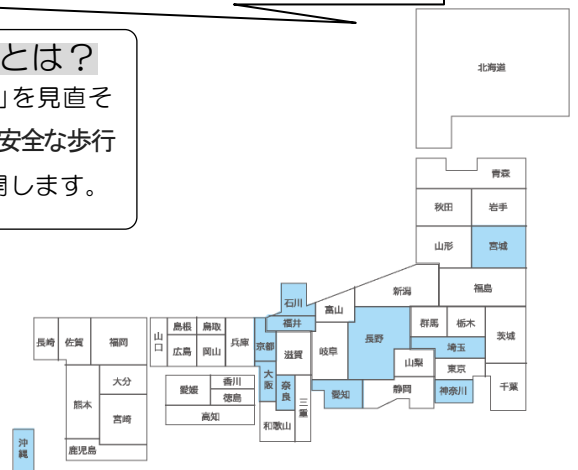 とは？
」を見直そ
安全な歩行
開します。
北海道
青森
秋田
岩手
山形
宮城
新潟
福島
石川
富山
福井
群馬
栃木
茨城
長野
埼玉
山梨
東京
千葉
神奈川
静岡
愛知
岐阜
滋賀
京都
大阪
奈良
三重
和歌山
兵庫
鳥取
島根
岡山
広島
山口
香川
愛媛
徳島
高知
福岡
佐賀
長崎
大分
熊本
宮崎
鹿児島
沖縄